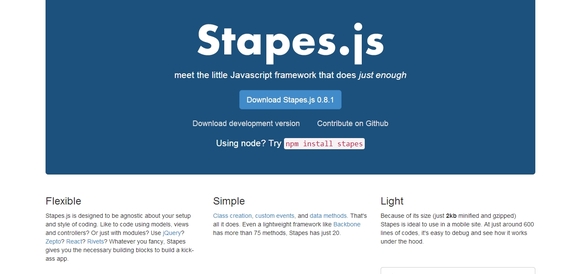 Stapes.js
meet the little Javascript framework that does just enough
Download Stapes.js 0.8.1
Download development version Contribute on Github
Using node? Try npm install stapes
Flexible
Stapes.js is designed to be agnostic about your setup
and style of coding. Like to code using models, views
and controllers? Or just with modules? Use jQuery?
Zepto? React? Rivets? Whatever you fancy, Stapes
gives you the necessary building blocks to build a kick-
ass app.
Simple
Class creation, custom events, and data methods. That's
all it does. Even a lightweight framework like Backbone
has more than 75 methods, Stapes has just 20.
Light
Because of its size (just 2kb minified and gzipped)
Stapes is ideal to use in a mobile site. At just around 600
lines of codes, it's easy to debug and see how it works
under the hood.